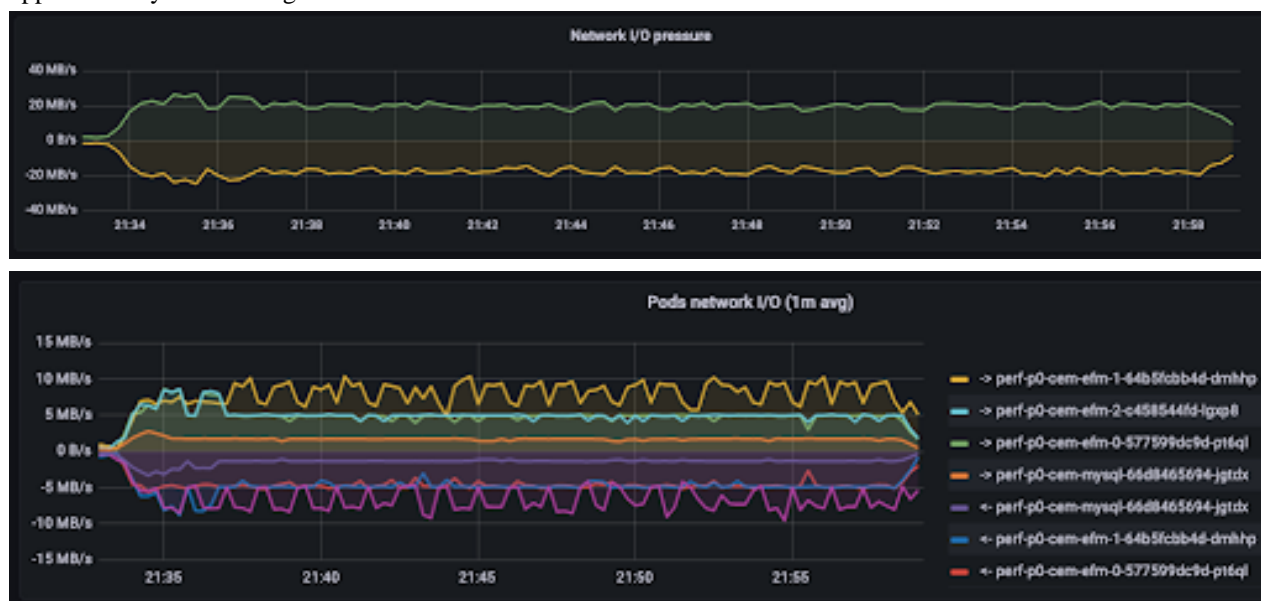 Network I/O pressure
40 MB/s
20 MB/s
0 B/s
-20 MB/s
-40 MB/s
21:34 21:36 21:38 21:40 21:42 21:44 21:46 21:48 21:50 21:52 21:54 21:56 21:58
Pods network I/O (1m avg)
15 MB/s
10 MB/s
5 MB/s
0 B/s
-5 MB/s
-10 MB/s
-15 MB/s
21:35 21:40 21:45 21:50 21:55
-> perf-p0-cem-efm-1-64b5fcbb4d-dmhhp
-> perf-p0-cem-efm-2-c458544fd-lgxp8
-> perf-p0-cem-efm-0-577599dc9d-pt6ql
-> perf-p0-cem-mysql-66d8465694-jgtdx
<- perf-p0-cem-mysql-66d8465694-jgtdx
<- perf-p0-cem-efm-1-64b5fcbb4d-dmhhp
<- perf-p0-cem-efm-0-577599dc9d-pt6ql